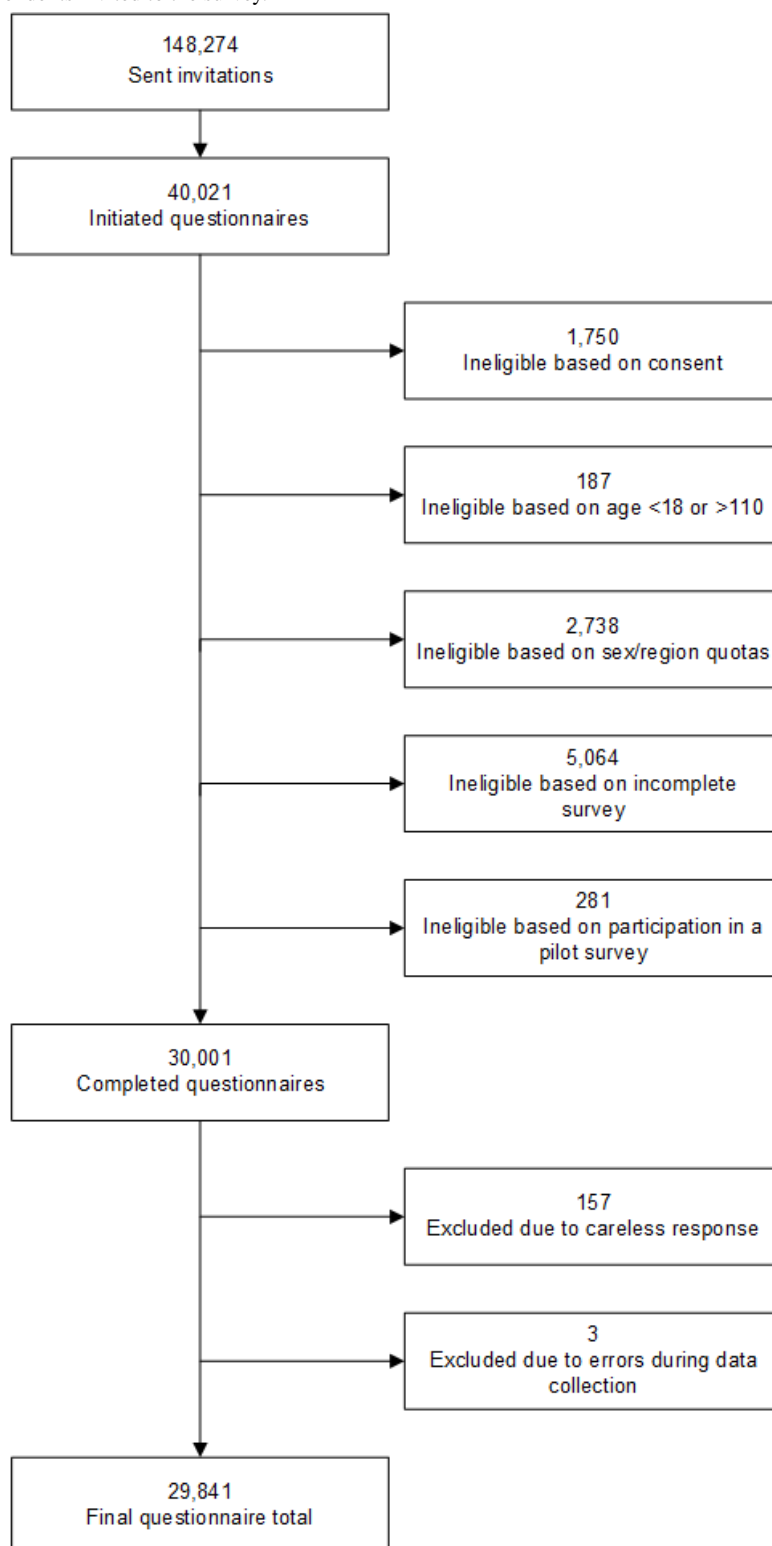 148,274
Sent invitations
40,021
Initiated questionnaires
1,750
Ineligible based on consent
187
Ineligible based on age <18 or >110
2,738
Ineligible based on sex/region quotas
5,064
Ineligible based on incomplete
survey
281
Ineligible based on participation in a
pilot survey
30,001
Completed questionnaires
157
Excluded due to careless response
3
Excluded due to errors during data
collection
29,841
Final questionnaire total